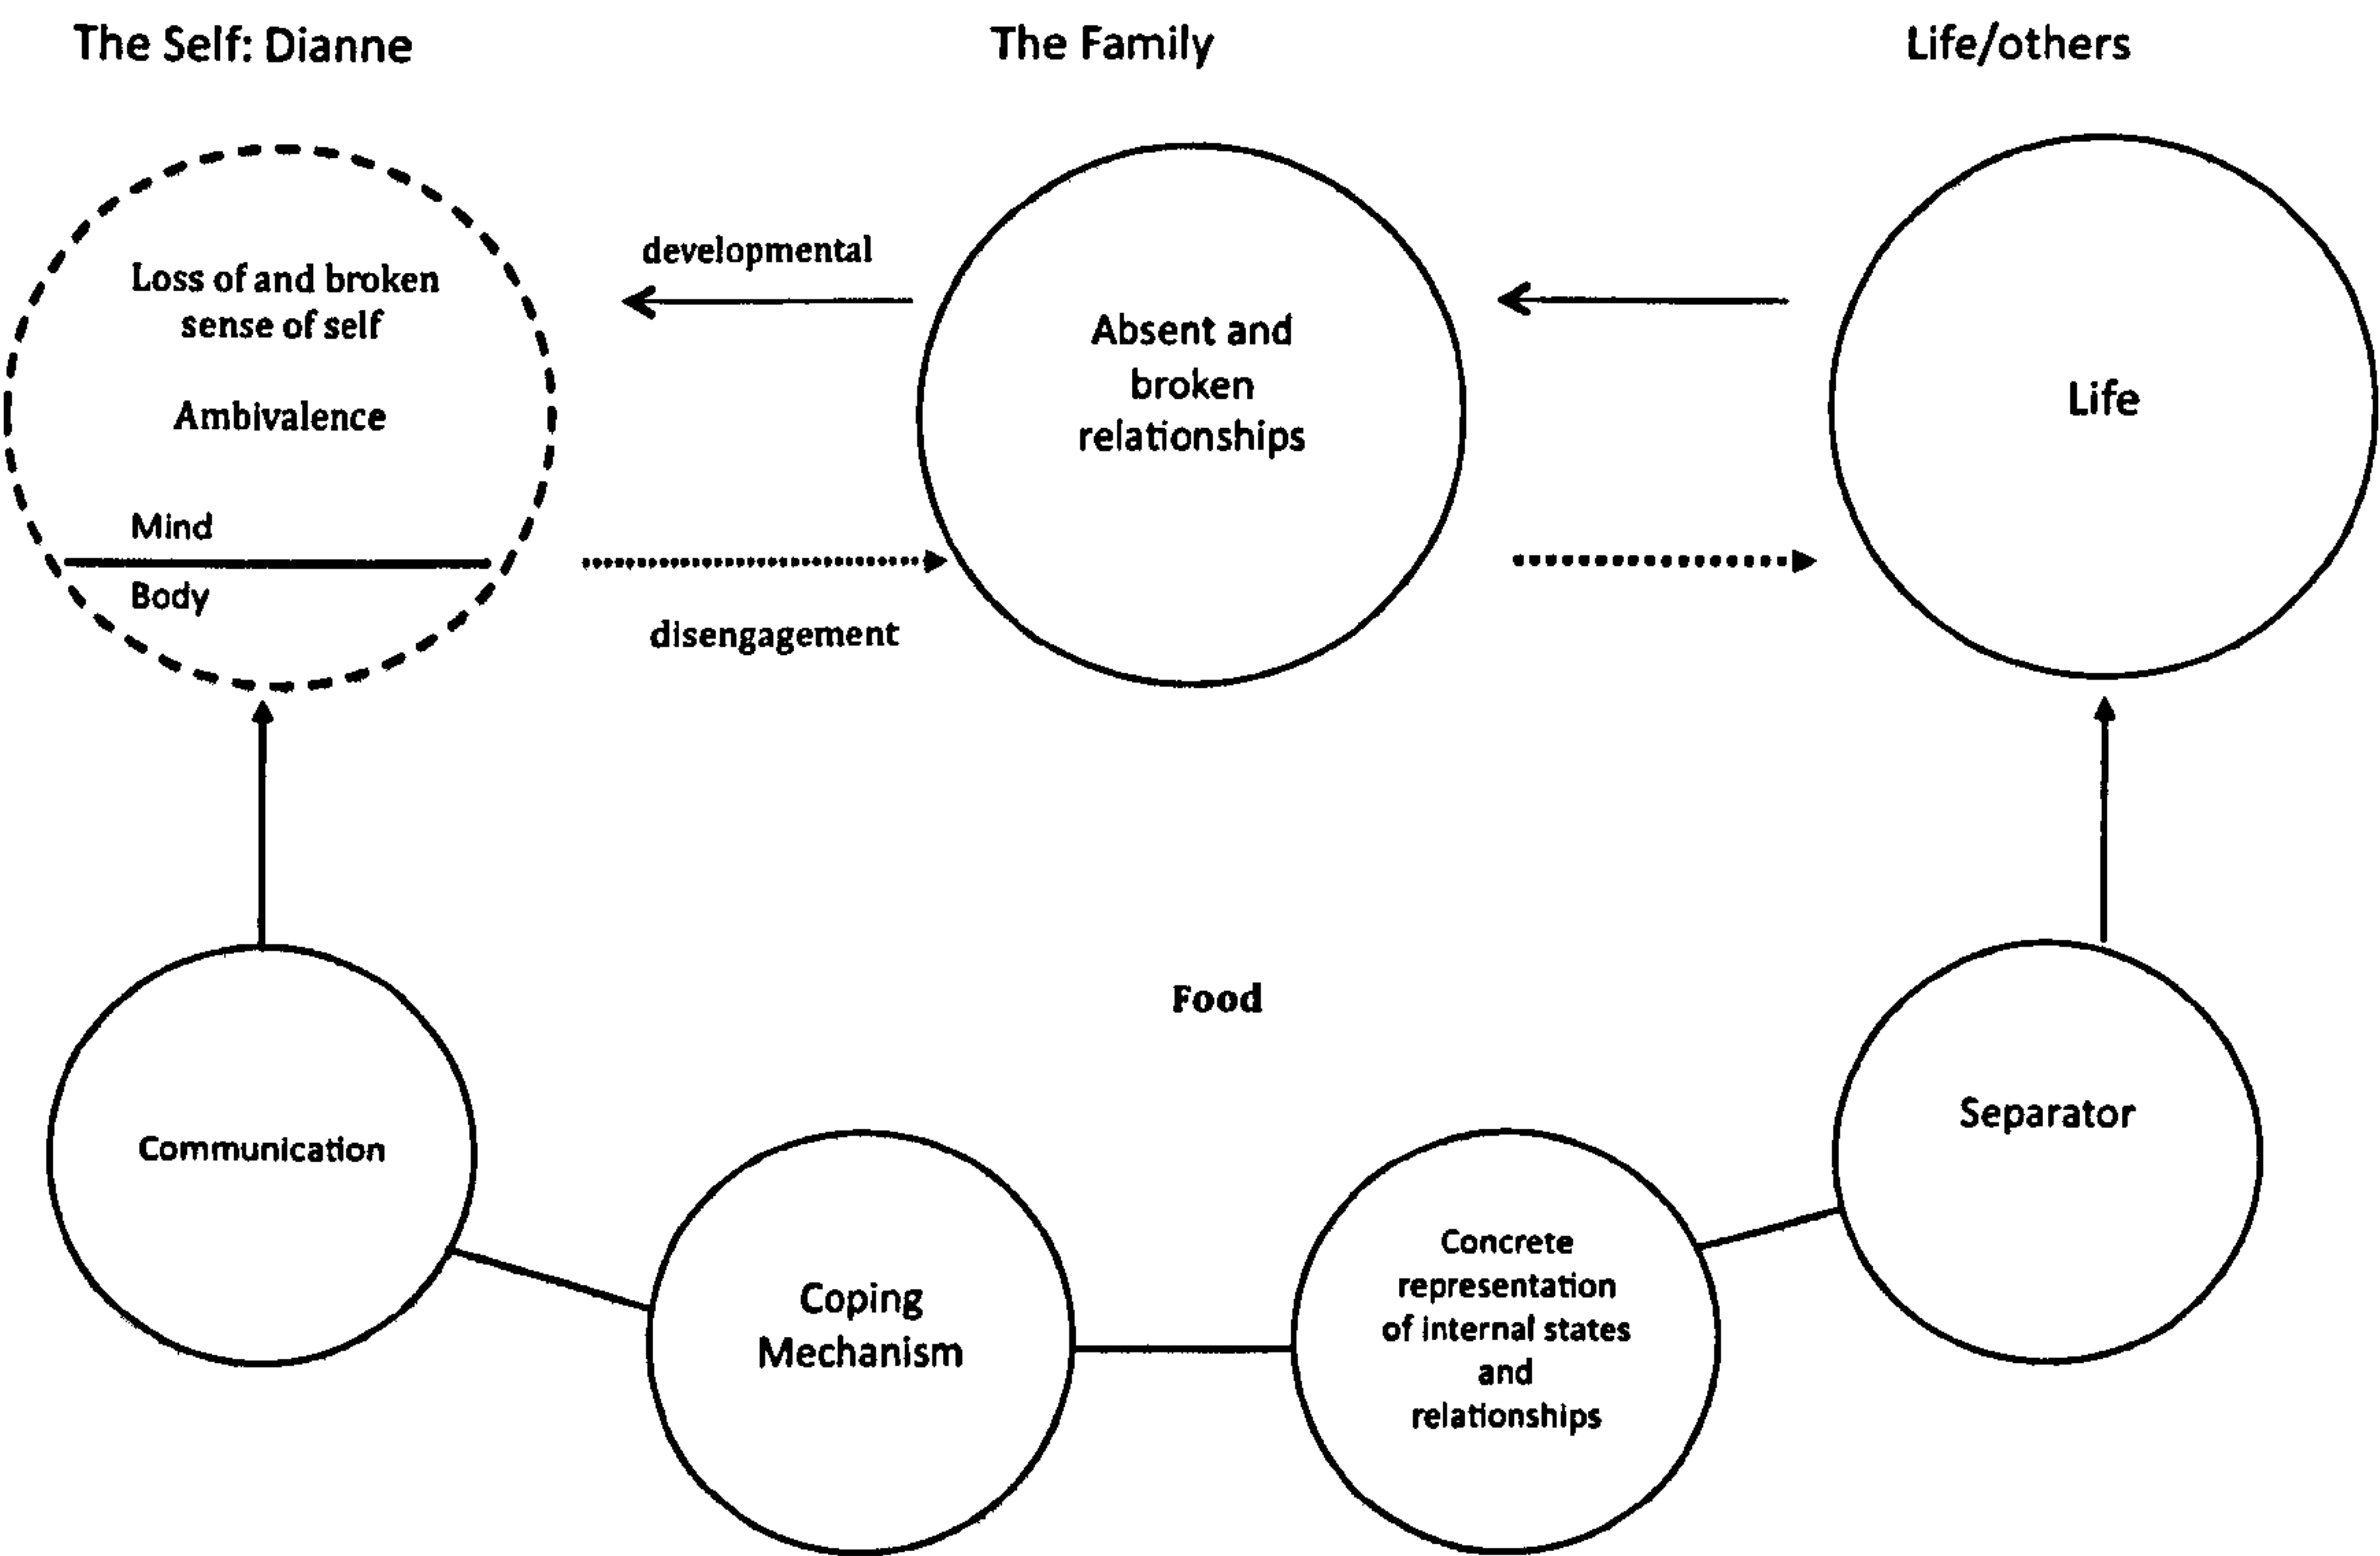 The Self: Dianne
The Family
Life/others
Loss of and broken
sense of self
Ambivalence
Mind
Body
developmental
disengagement
Absent and
broken
relationships
Life
Food
Communication
Coping
Mechanism
Concrete
representation
of internal states
and
relationships
Separator